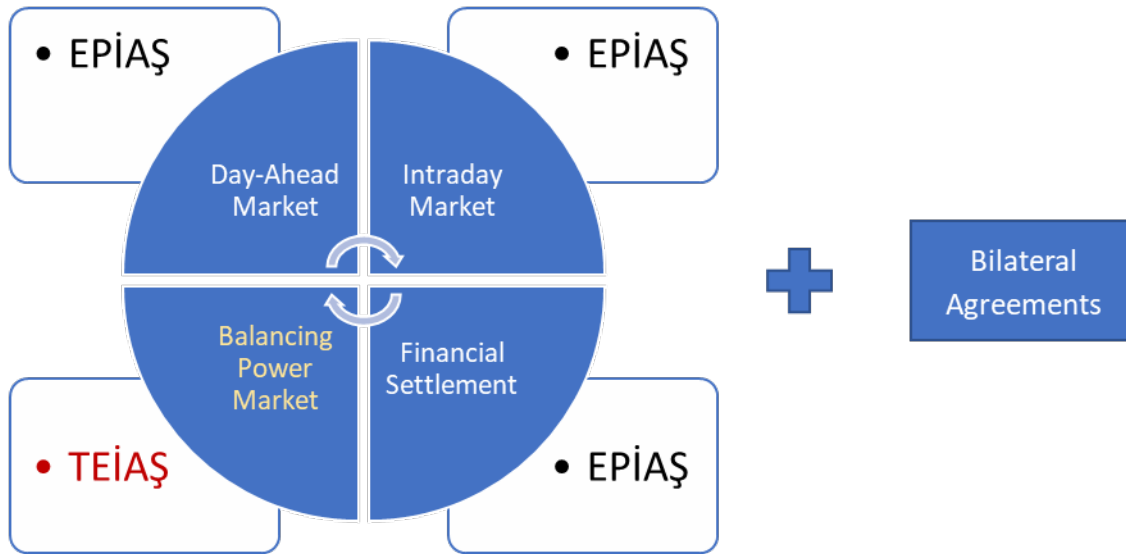 • EPİAŞ
• EPİAŞ
Day-Ahead
Market
Intraday
Market
Bilateral
Agreements
Balancing
Power
Market
Financial
Settlement
• TEİAŞ
• EPİAŞ